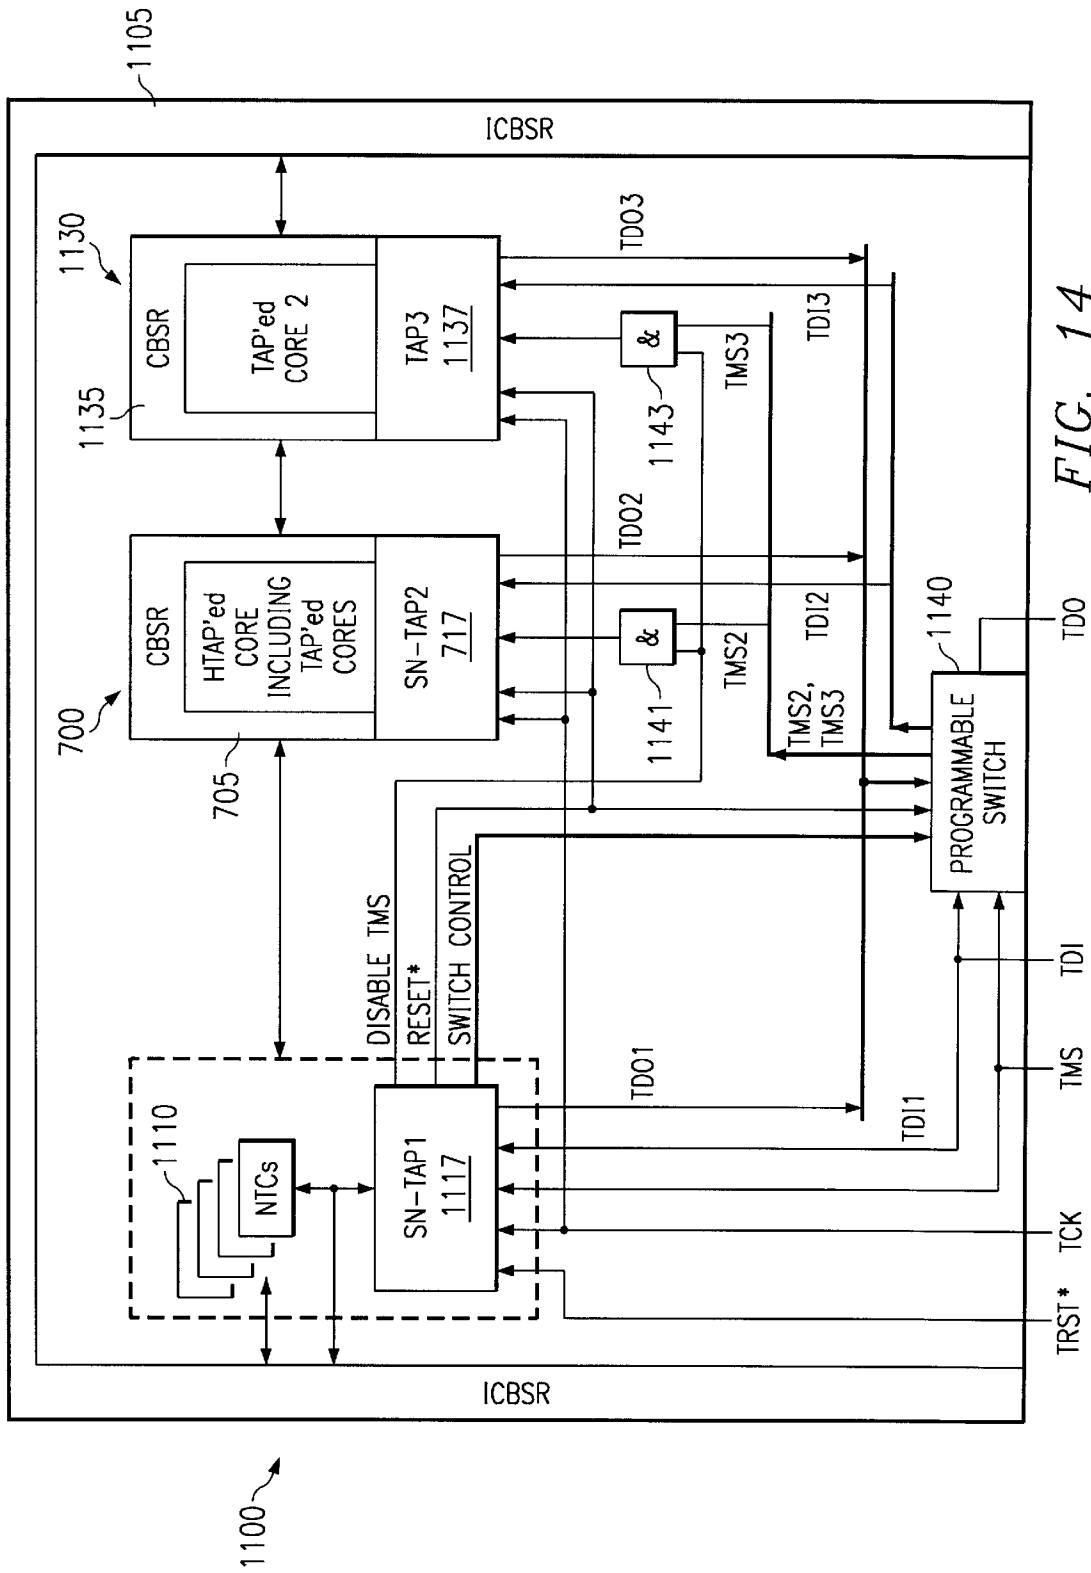 1100
ICBSR
1105
ICBSR
1110
NTCs
SN-TAP1
1117
700
705
CBSR
HTAP'ed
CORE
INCLUDING
TAP'ed
CORES
SN-TAP2
717
1130
1135
CBSR
TAP'ed
CORE 2
TAP3
1137
DISABLE TMS
RESET*
SWITCH CONTROL
&
1141
TMS2
&
1143
TMS3
TDO1
TDO2
TDO3
TMS2,
TMS3
TDI1
TDI2
TDI3
PROGRAMMABLE
SWITCH
1140
TRST*
TCK
TMS
TDI
TDO
FIG. 14